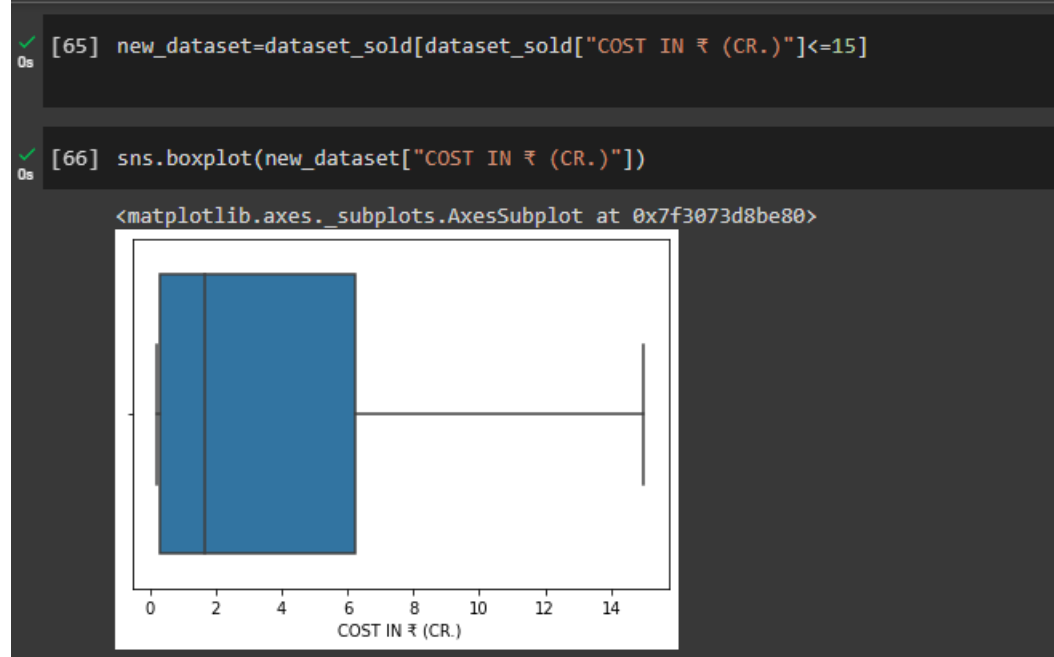 [65] new_dataset=dataset_sold[dataset_sold["COST IN ₹ (CR.)"]<=15]
0s
[66] sns.boxplot(new_dataset["COST IN ₹ (CR.)"])
0s
<matplotlib.axes._subplots.AxesSubplot at 0x7f3073d8be80>
0 2 4 6 8 10 12 14
COST IN ₹ (CR.)